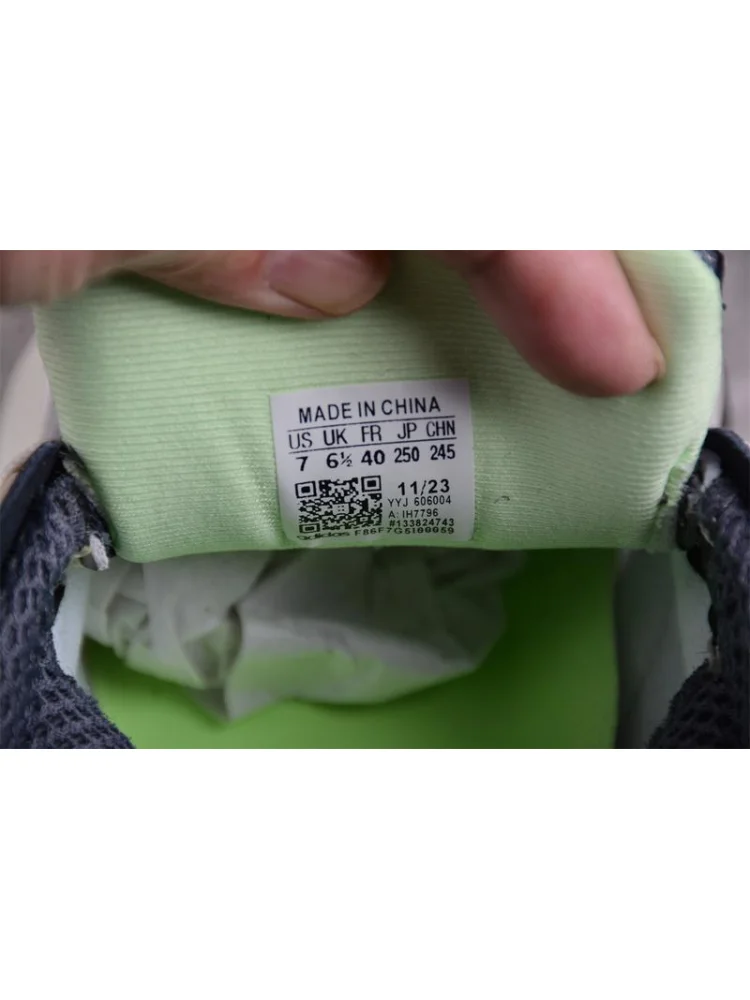 MADE IN CHINA
US UK FR JP CHN
7 6½ 40 250 245
11/23
YYJ 606004
A: IH7796
#133824743
adidas F86F7G5I00059